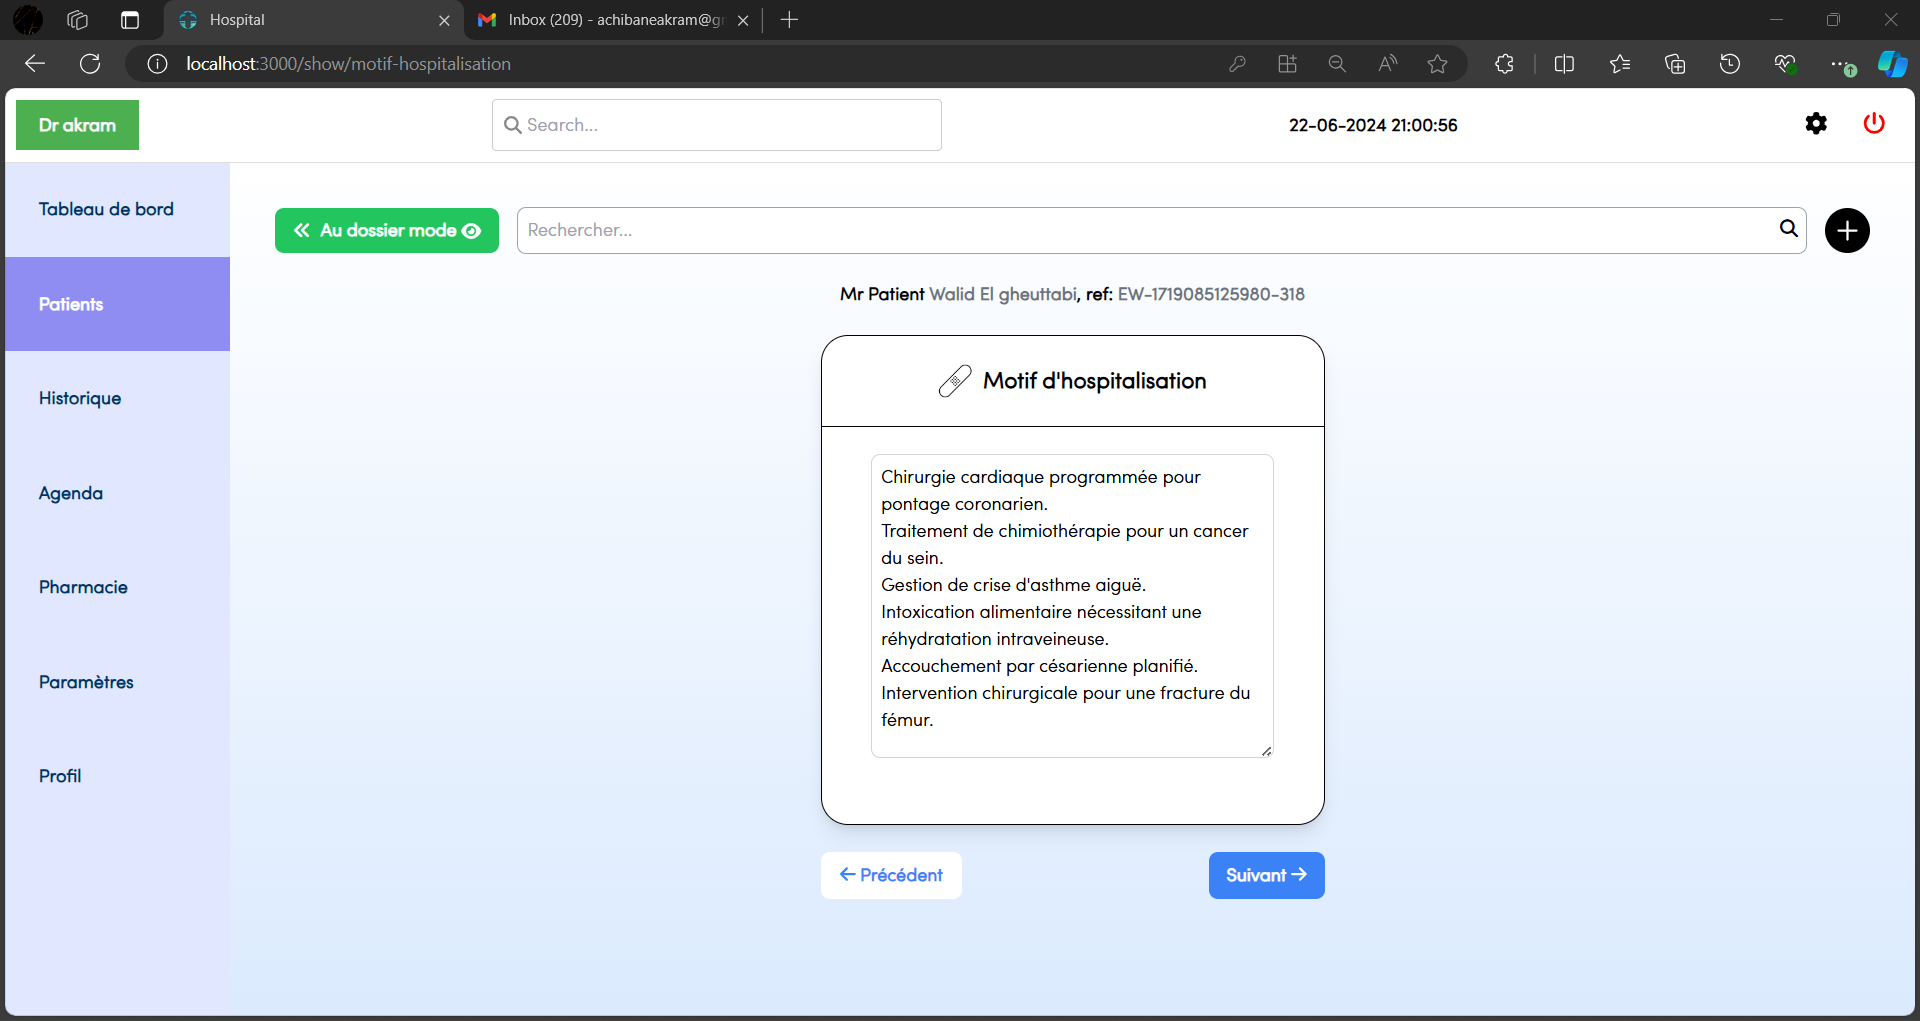 Hospital
Inbox (209) - achibaneakram@gr
localhost:3000/show/motif-hospitalisation
Dr akram
Search...
22-06-2024 21:00:56
Tableau de bord
Patients
Historique
Agenda
Pharmacie
Paramètres
Profil
Au dossier mode
Rechercher...
Mr Patient Walid El gheuttabi, ref: EW-1719085125980-318
Motif d'hospitalisation
Chirurgie cardiaque programmée pour
pontage coronarien.
Traitement de chimiothérapie pour un cancer
du sein.
Gestion de crise d'asthme aiguë.
Intoxication alimentaire nécessitant une
réhydratation intraveineuse.
Accouchement par césarienne planifié.
Intervention chirurgicale pour une fracture du
fémur.
Précédent
Suivant